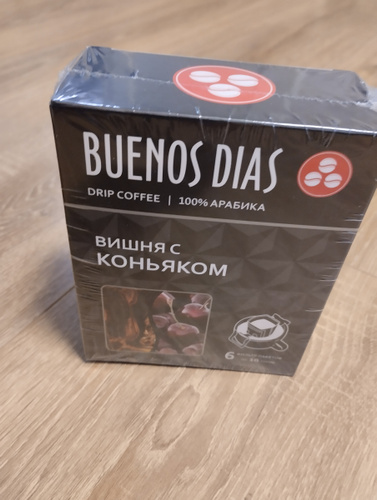 BUENOS DIAS
DRIP COFFEE | 100% АРАБИКА
ВИШНЯ С
КОНЬЯКОМ
6